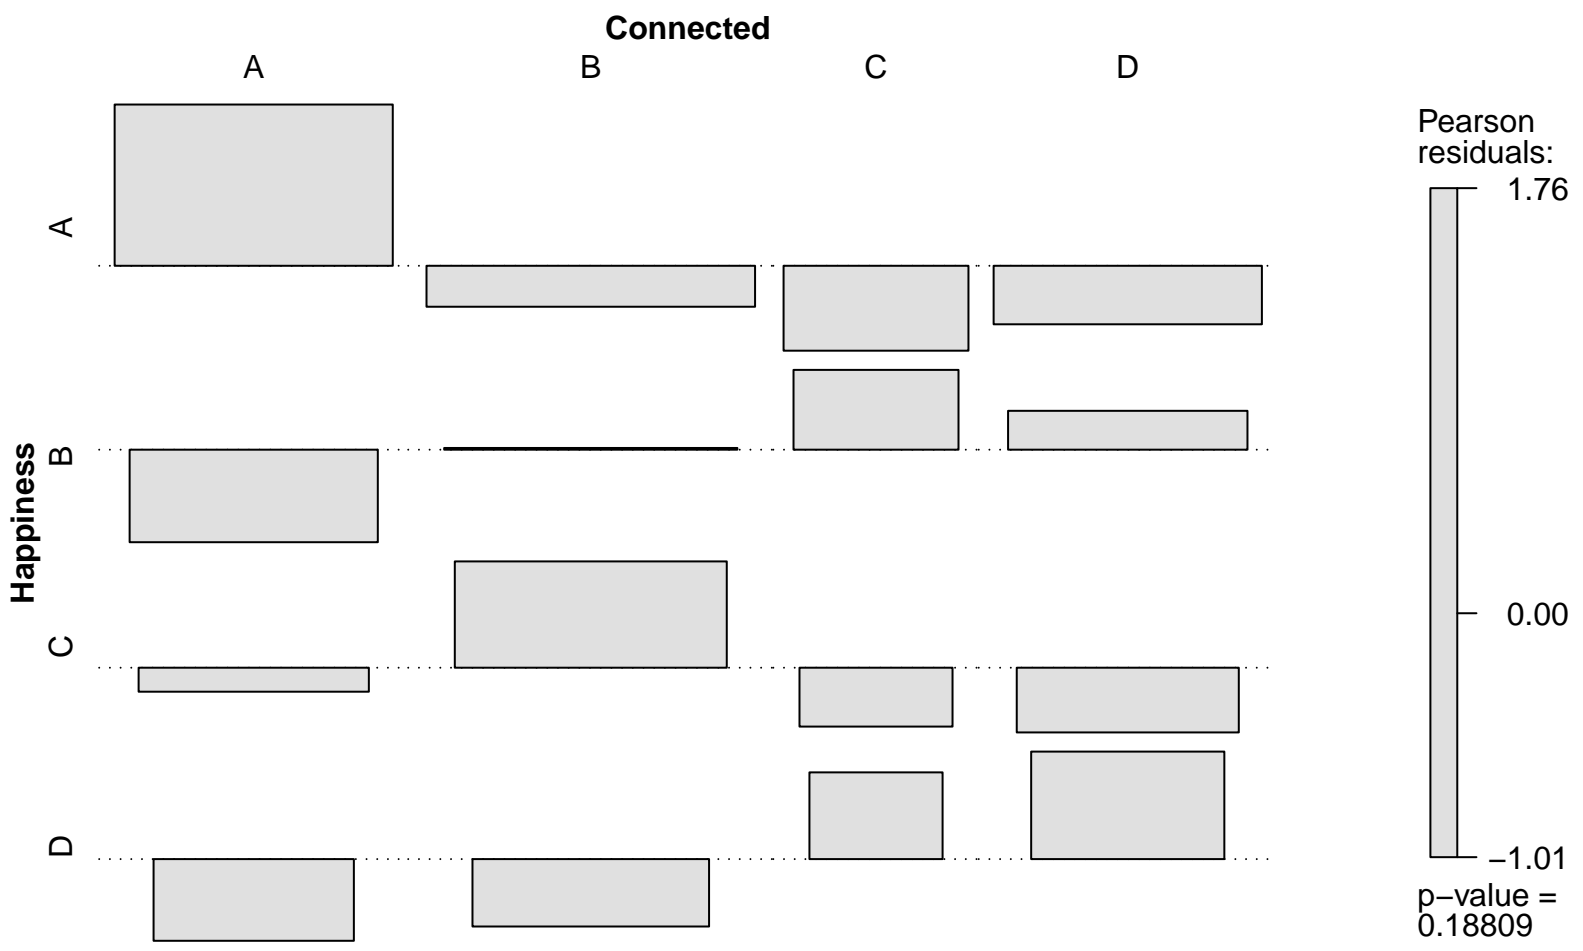 Connected
A B C D
Happiness
A
B
C
D
Pearson
residuals:
1.76
0.00
−1.01
p−value =
0.18809